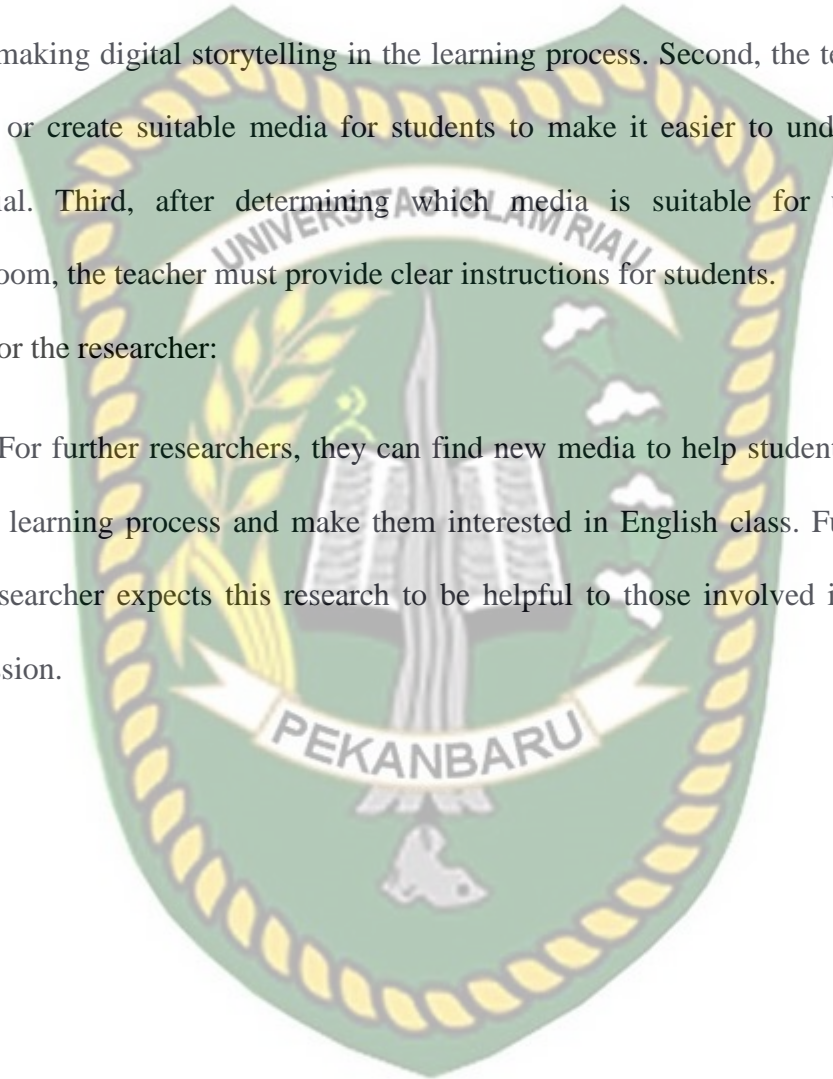 making digital storytelling in the learning process. Second, the te
or create suitable media for students to make it easier to und
al. Third, after determining which media is suitable for
UNIVERSITAS ISLAM RIAU
oom, the teacher must provide clear instructions for students.
or the researcher:
For further researchers, they can find new media to help student
learning process and make them interested in English class. Fu
searcher expects this research to be helpful to those involved i
ssion.
PEKANBARU